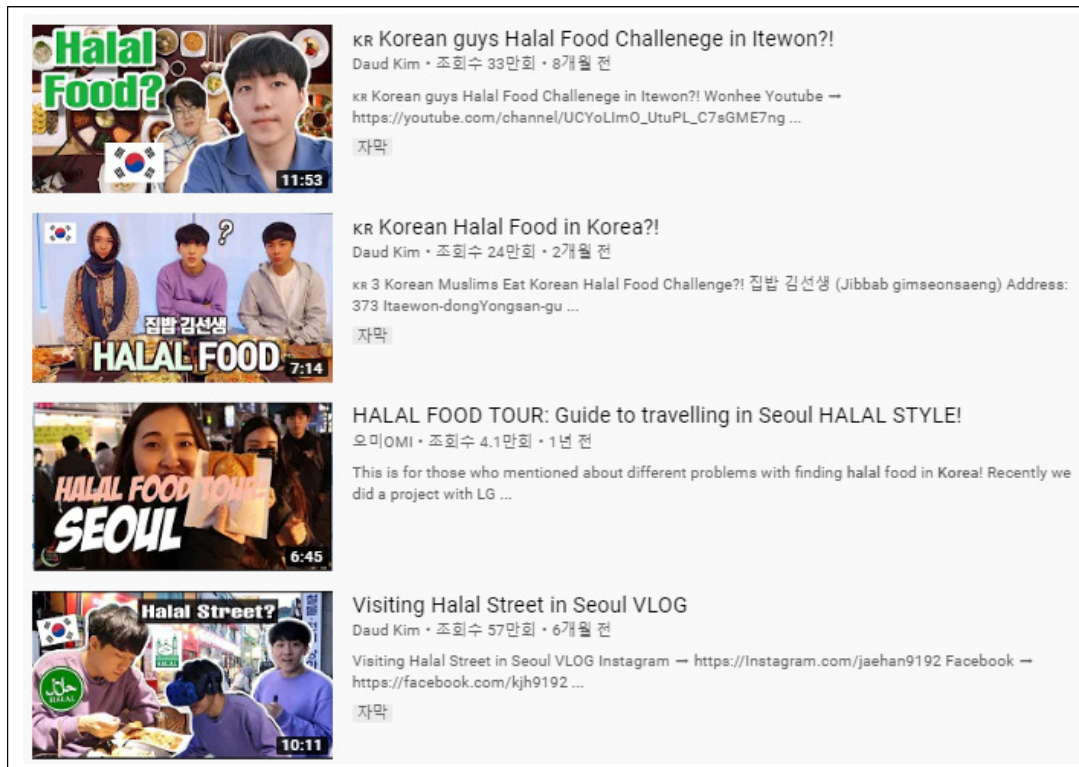 Halal
Food?
11:53
KR Korean guys Halal Food Challenege in Itewon?!
Daud Kim • 조회수 33만회 • 8개월 전
KR Korean guys Halal Food Challenege in Itewon?! Wonhee Youtube →
https://youtube.com/channel/UCYoLImO_UtuPL_C7sGME7ng ...
자막
?
집밥 김선생
HALAL FOOD
7:14
KR Korean Halal Food in Korea?!
Daud Kim • 조회수 24만회 • 2개월 전
KR 3 Korean Muslims Eat Korean Halal Food Challenge?! 집밥 김선생 (Jibbab gimseonsaeng) Address:
373 Itaewon-dongYongsan-gu ...
자막
HALAL FOOD TOUR:
SEOUL
6:45
HALAL FOOD TOUR: Guide to travelling in Seoul HALAL STYLE!
오미OMI • 조회수 4.1만회 • 1년 전
This is for those who mentioned about different problems with finding halal food in Korea! Recently we
did a project with LG ...
Halal Street?
حلال
HALAL
10:11
Visiting Halal Street in Seoul VLOG
Daud Kim • 조회수 57만회 • 6개월 전
Visiting Halal Street in Seoul VLOG Instagram → https://Instagram.com/jaehan9192 Facebook →
https://facebook.com/kjh9192 ...
자막